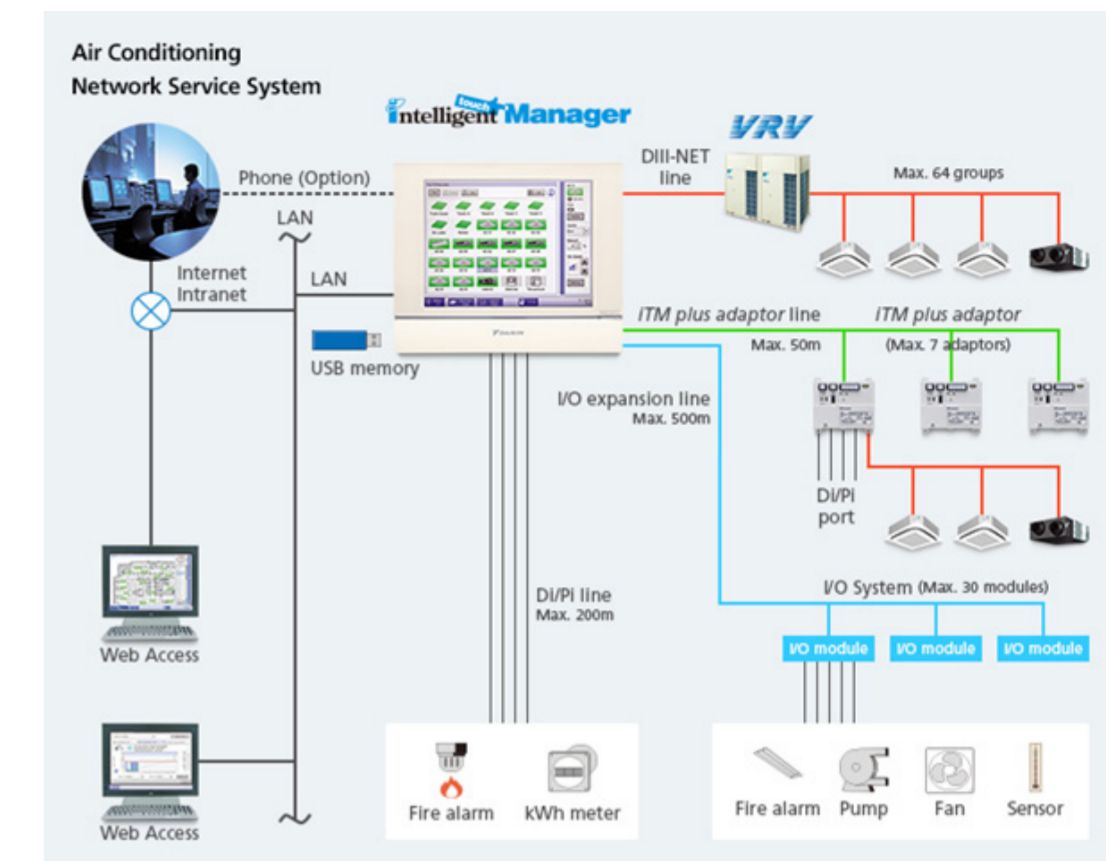 Air Conditioning
Network Service System
intelligent touch Manager
VRV
Phone (Option)
DIII-NET
line
Max. 64 groups
LAN
Internet
Intranet
LAN
USB memory
DAIKIN
iTM plus adaptor line
Max. 50m
iTM plus adaptor
(Max. 7 adaptors)
I/O expansion line
Max. 500m
Di/Pi
port
Di/Pi line
Max. 200m
I/O System (Max. 30 modules)
I/O module
I/O module
I/O module
Web Access
Web Access
Fire alarm
kWh meter
Fire alarm
Pump
Fan
Sensor